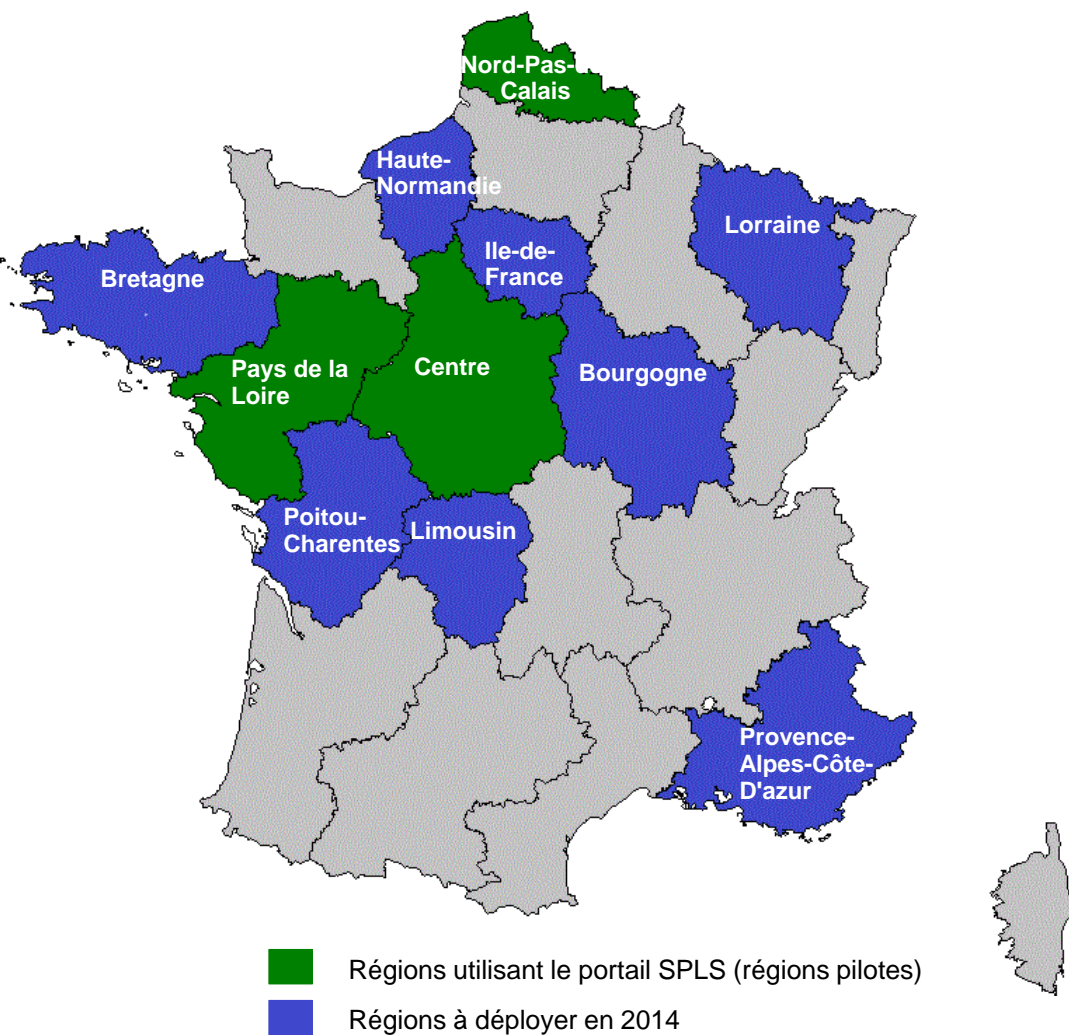 Nord-Pas-
Calais
Haute-
Normandie
Lorraine
Ile-de-
France
Bretagne
Pays de la
Loire
Centre
Bourgogne
Poitou-
Charentes
Limousin
Provence-
Alpes-Côte-
D'azur
Régions utilisant le portail SPLS (régions pilotes)
Régions à déployer en 2014